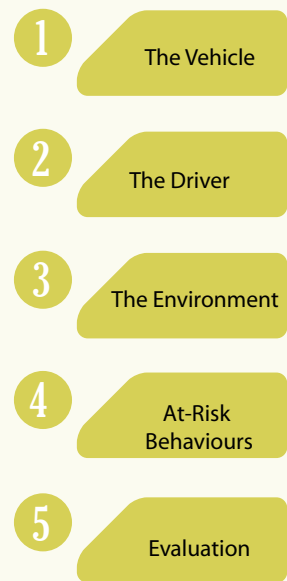 1
The Vehicle
2
The Driver
3
The Environment
4
At-Risk
Behaviours
5
Evaluation